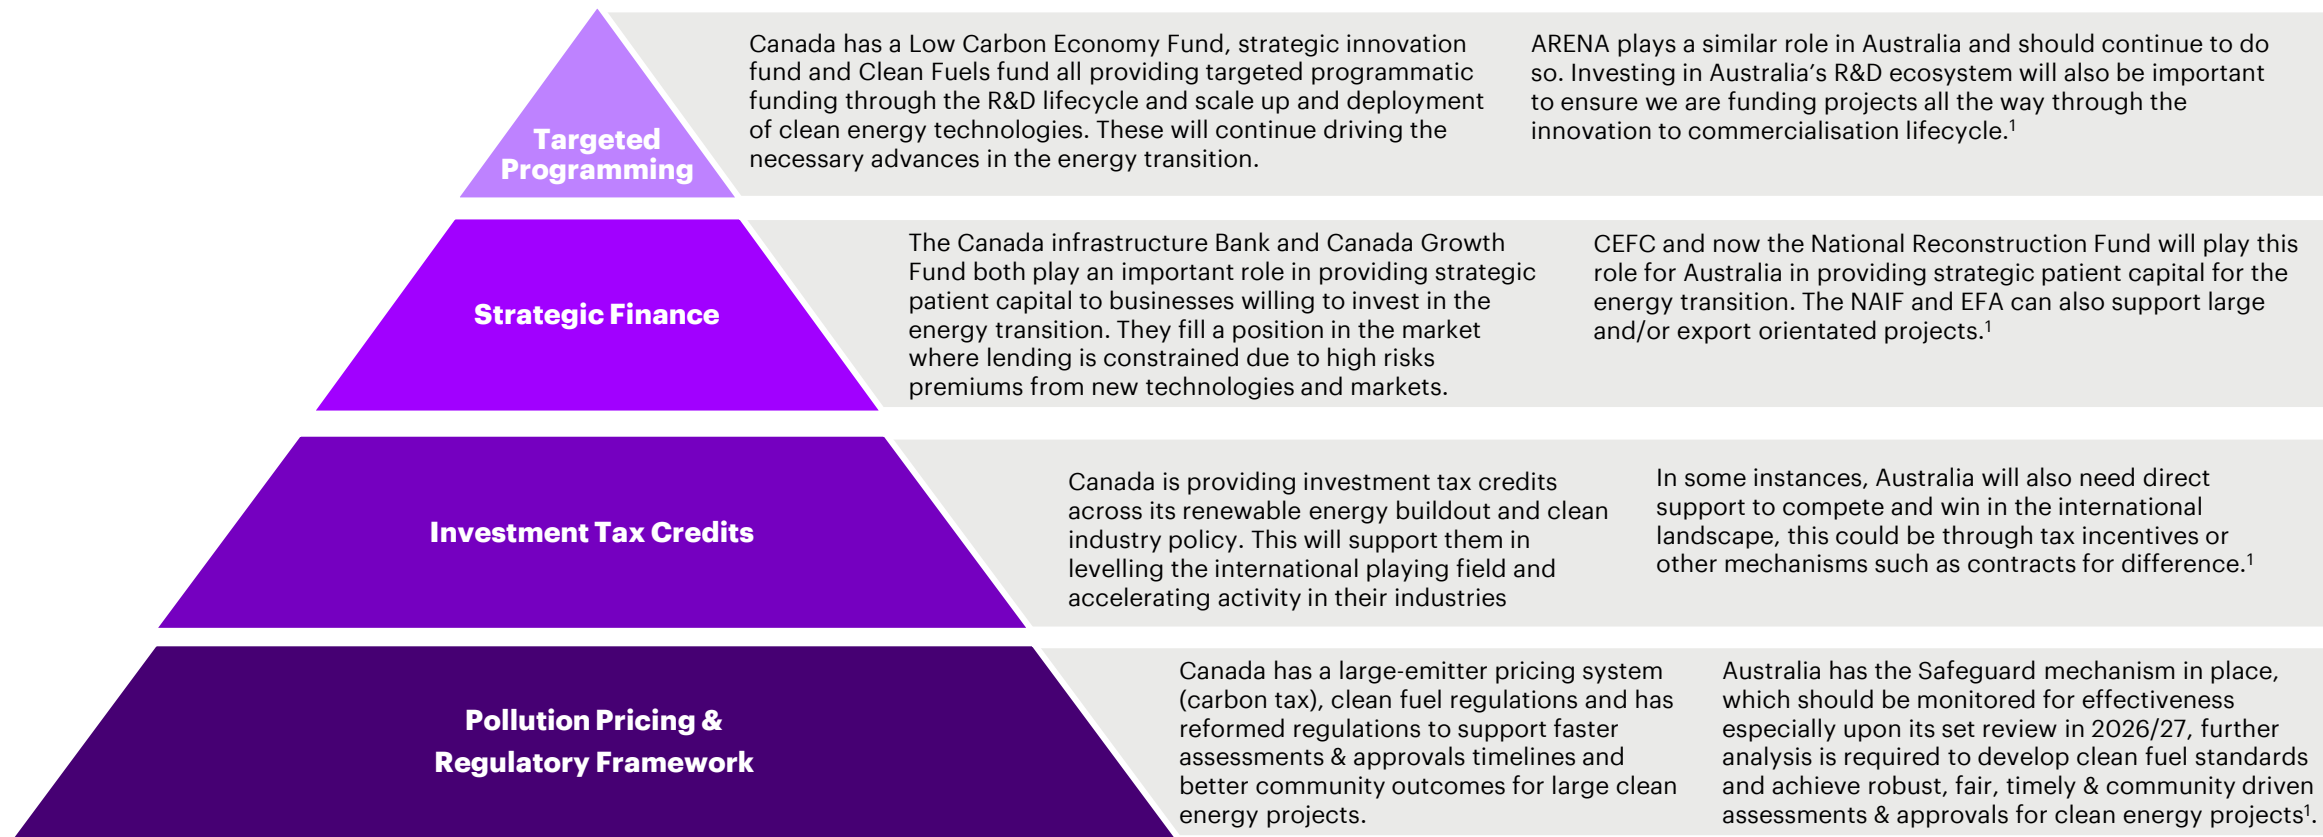 Targeted
Programming
Canada has a Low Carbon Economy Fund, strategic innovation
fund and Clean Fuels fund all providing targeted programmatic
funding through the R&D lifecycle and scale up and deployment
of clean energy technologies. These will continue driving the
necessary advances in the energy transition.
ARENA plays a similar role in Australia and should continue to do
so. Investing in Australia’s R&D ecosystem will also be important
to ensure we are funding projects all the way through the
innovation to commercialisation lifecycle.¹
Strategic Finance
The Canada infrastructure Bank and Canada Growth
Fund both play an important role in providing strategic
patient capital to businesses willing to invest in the
energy transition. They fill a position in the market
where lending is constrained due to high risks
premiums from new technologies and markets.
CEFC and now the National Reconstruction Fund will play this
role for Australia in providing strategic patient capital for the
energy transition. The NAIF and EFA can also support large
and/or export orientated projects.¹
Investment Tax Credits
Canada is providing investment tax credits
across its renewable energy buildout and clean
industry policy. This will support them in
levelling the international playing field and
accelerating activity in their industries
In some instances, Australia will also need direct
support to compete and win in the international
landscape, this could be through tax incentives or
other mechanisms such as contracts for difference.¹
Pollution Pricing &
Regulatory Framework
Canada has a large-emitter pricing system
(carbon tax), clean fuel regulations and has
reformed regulations to support faster
assessments & approvals timelines and
better community outcomes for large clean
energy projects.
Australia has the Safeguard mechanism in place,
which should be monitored for effectiveness
especially upon its set review in 2026/27, further
analysis is required to develop clean fuel standards
and achieve robust, fair, timely & community driven
assessments & approvals for clean energy projects¹.